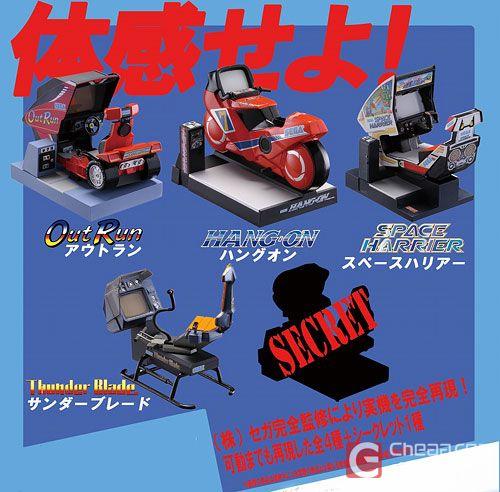 体感せよ!
OutRun
アウトラン
HANG-ON
ハングオン
SPACE HARRIER
スペースハリアー
Thunder Blade
サンダーブレード
SECRET
(株)セガ完全監修により実機を完全再現!
可動までも再現した全4種+シークレット1種